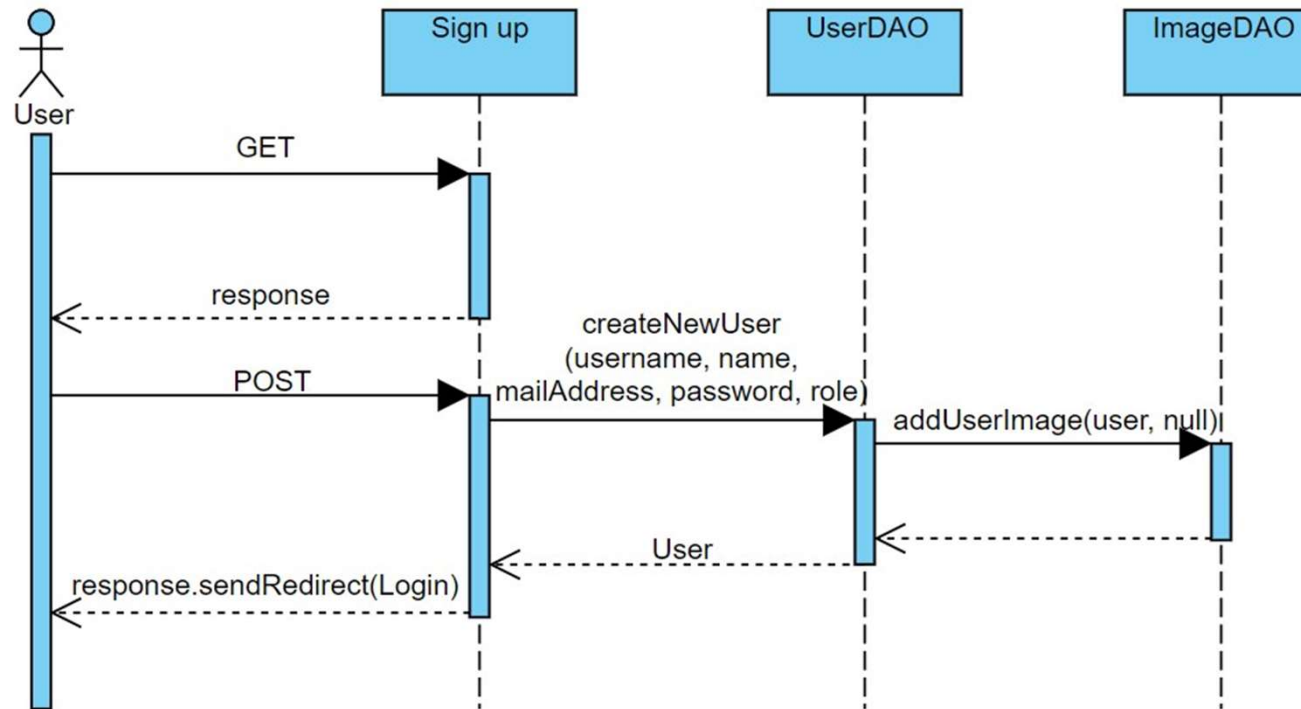 Sign up
UserDAO
ImageDAO
User
GET
response
createNewUser
(username, name,
mailAddress, password, role)
POST
addUserImage(user, null)
User
response.sendRedirect(Login)